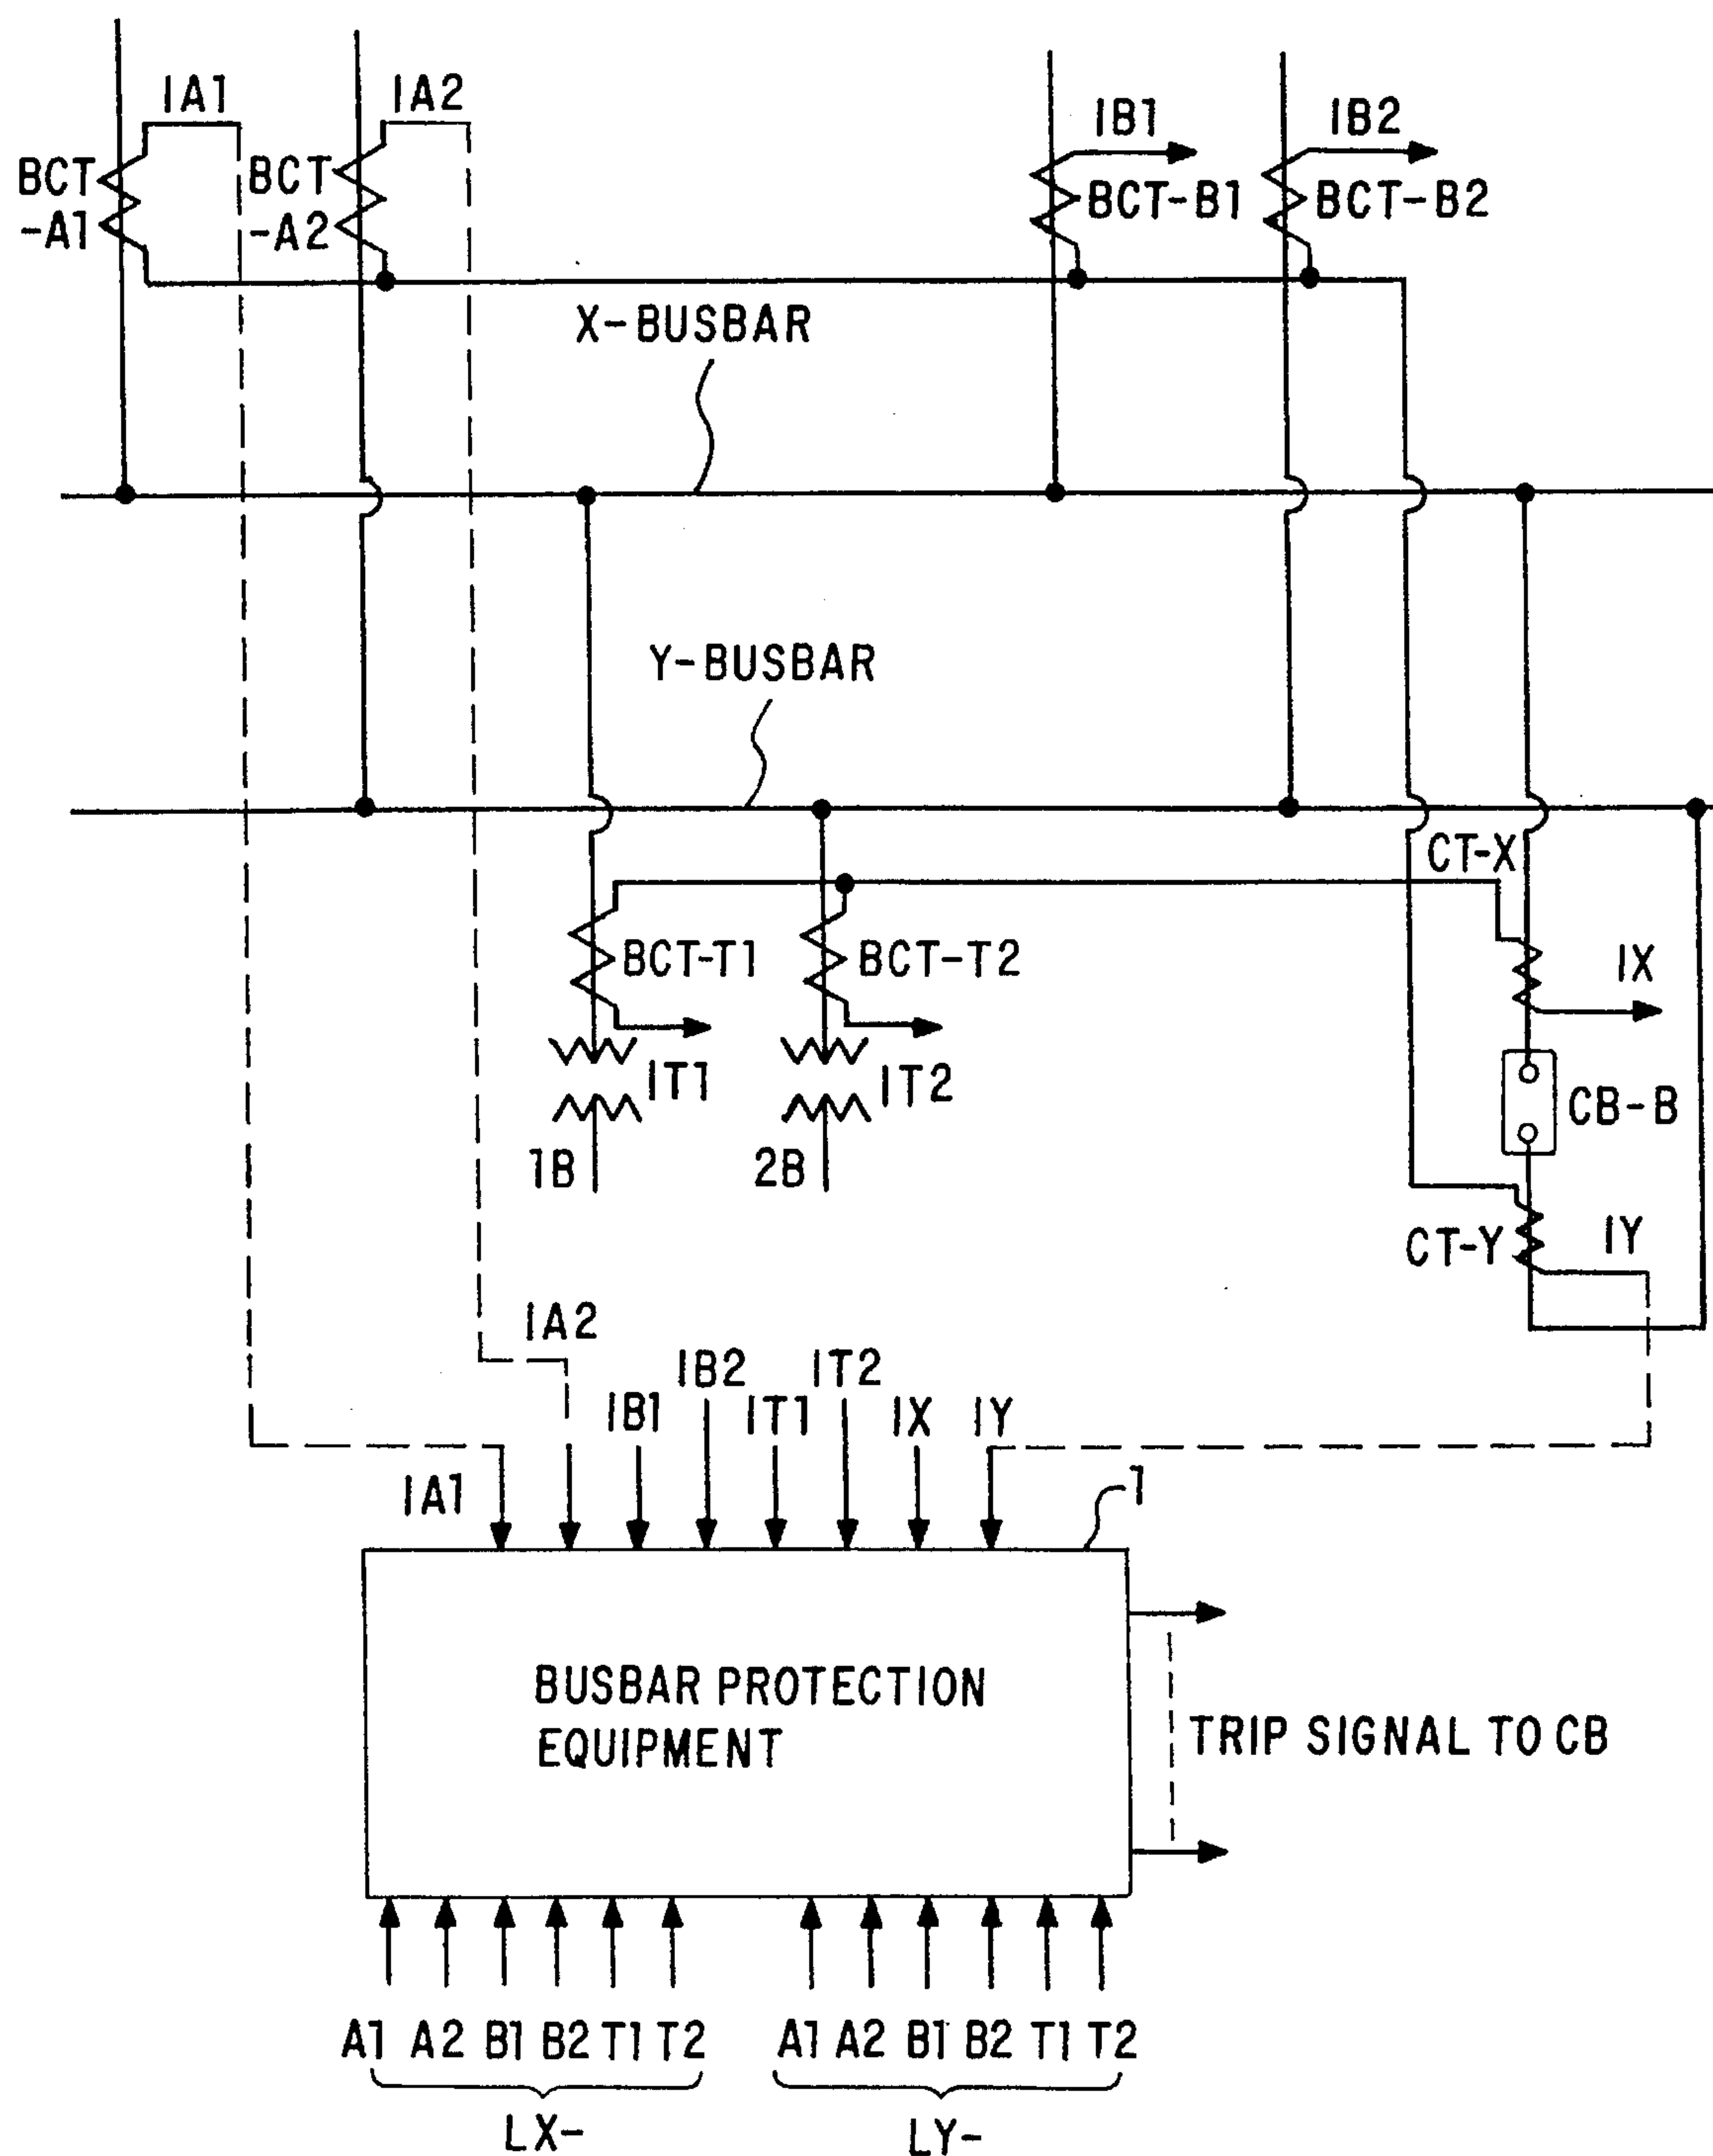 IA1
IA2
IB1
IB2
BCT
-A1
BCT
-A2
BCT-B1
BCT-B2
X-BUSBAR
Y-BUSBAR
CT-X
BCT-T1
BCT-T2
IX
IT1
IT2
CB-B
1B
2B
CT-Y
IY
IA2
IB2
IT2
IB1
IT1
IX
IY
IA1
1
BUSBAR PROTECTION
EQUIPMENT
TRIP SIGNAL TO CB
A1 A2 B1 B2 T1 T2
A1 A2 B1 B2 T1 T2
LX-
LY-